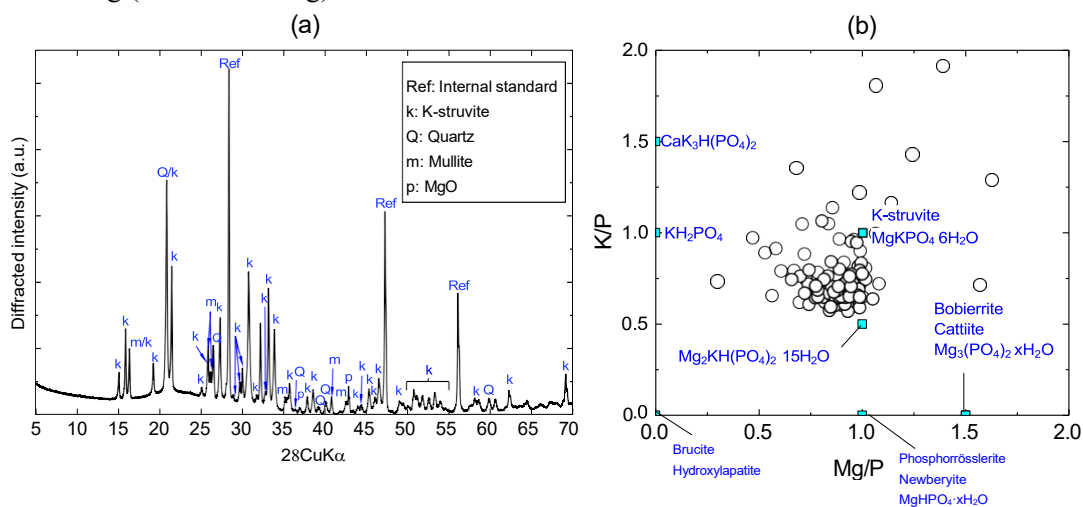 (a)
Ref
Ref: Internal standard
k: K-struvite
Q: Quartz
m: Mullite
p: MgO
Q/k
k
Ref
k
k
m/k
k
k
k
m
k
Q
k
k
k
k
k
k
Ref
k
k
m
k
Q
p
k
k
Q
Q
m
m
p
k
k
k
k
k
k
k
Q
k
k
Diffracted intensity (a.u.)
5 10 15 20 25 30 35 40 45 50 55 60 65 70
2θCuKα
(b)
2.0
1.5
1.0
0.5
0.0
K/P
CaK3H(PO4)2
KH2PO4
K-struvite
MgKPO4 6H2O
Mg2KH(PO4)2 15H2O
Bobierrite
Cattiite
Mg3(PO4)2 xH2O
0.0 0.5 1.0 1.5 2.0
Mg/P
Brucite
Hydroxylapatite
Phosphorrösslerite
Newberyite
MgHPO4·xH2O